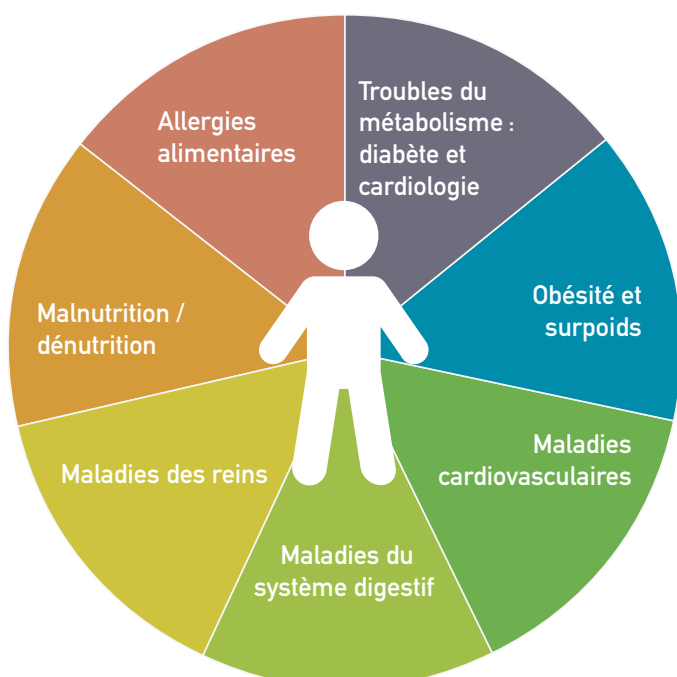 Allergies
alimentaires
Troubles du
métabolisme :
diabète et
cardiologie
Obésité et
surpoids
Maladies
cardiovasculaires
Maladies du
système digestif
Maladies des reins
Malnutrition /
dénutrition